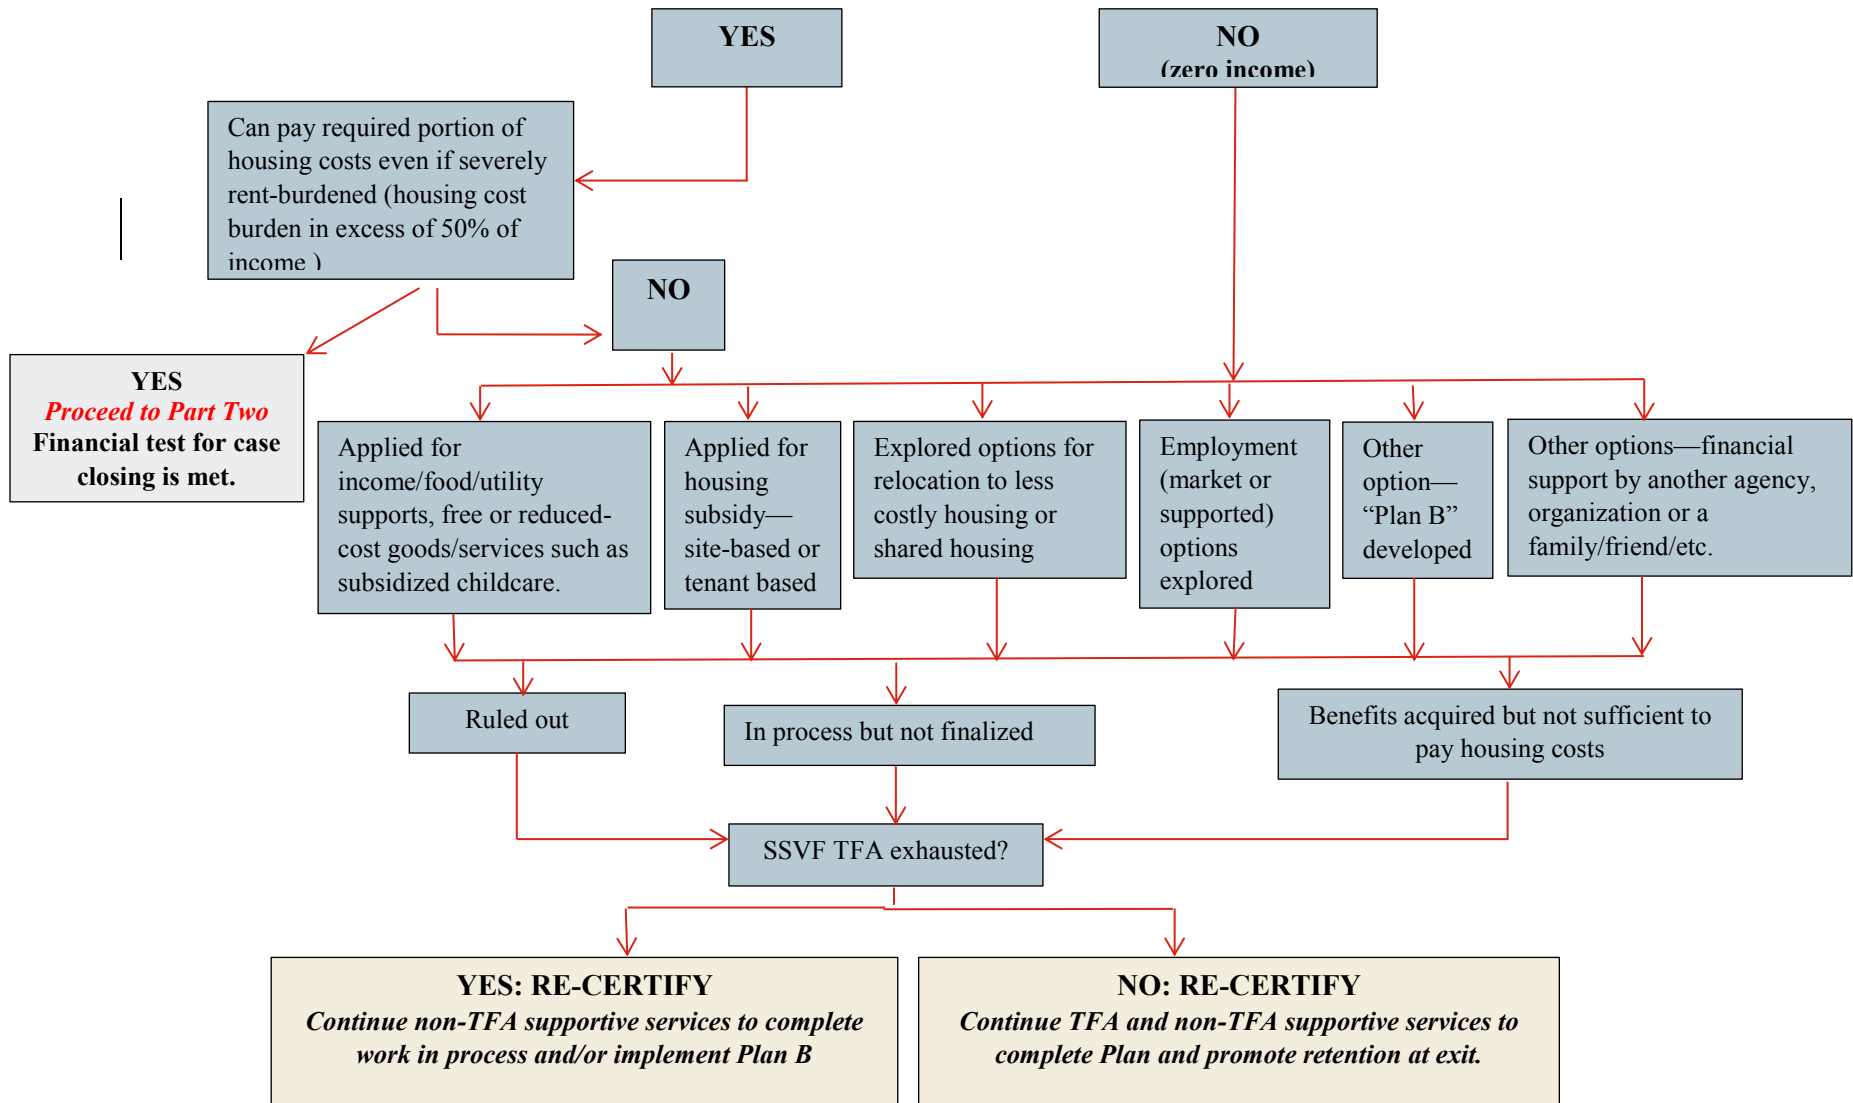 YES
NO
(zero income)
Can pay required portion of
housing costs even if severely
rent-burdened (housing cost
burden in excess of 50% of
income )
NO
YES
Proceed to Part Two
Financial test for case
closing is met.
Applied for
income/food/utility
supports, free or reduced-
cost goods/services such as
subsidized childcare.
Applied for
housing
subsidy—
site-based or
tenant based
Explored options for
relocation to less
costly housing or
shared housing
Employment
(market or
supported)
options
explored
Other
option—
“Plan B”
developed
Other options—financial
support by another agency,
organization or a
family/friend/etc.
Ruled out
In process but not finalized
Benefits acquired but not sufficient to
pay housing costs
SSVF TFA exhausted?
YES: RE-CERTIFY
Continue non-TFA supportive services to complete
work in process and/or implement Plan B
NO: RE-CERTIFY
Continue TFA and non-TFA supportive services to
complete Plan and promote retention at exit.